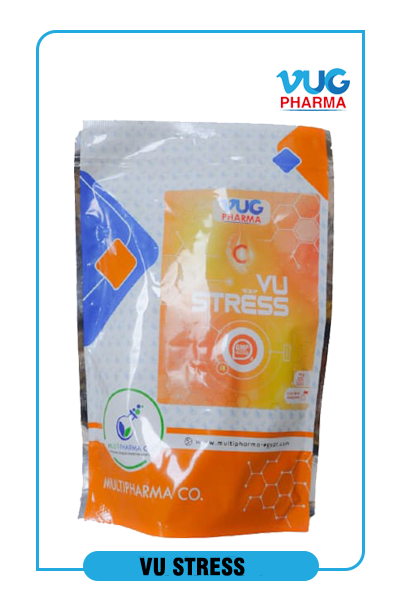 VUG
PHARMA
VUG
PHARMA
C
VU
STRESS
MULTIPHARMA CO
www.multipharma-egypt.com
MULTIPHARMA CO.
VU STRESS